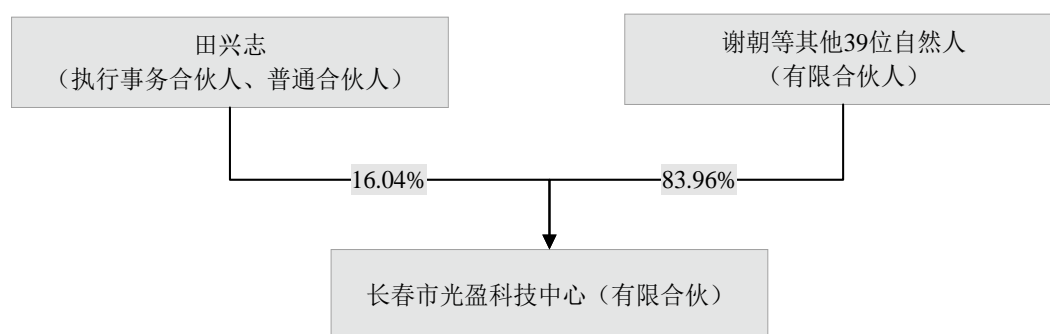 田兴志
（执行事务合伙人、普通合伙人）
谢朝等其他39位自然人
（有限合伙人）
16.04%
83.96%
长春市光盈科技中心（有限合伙）